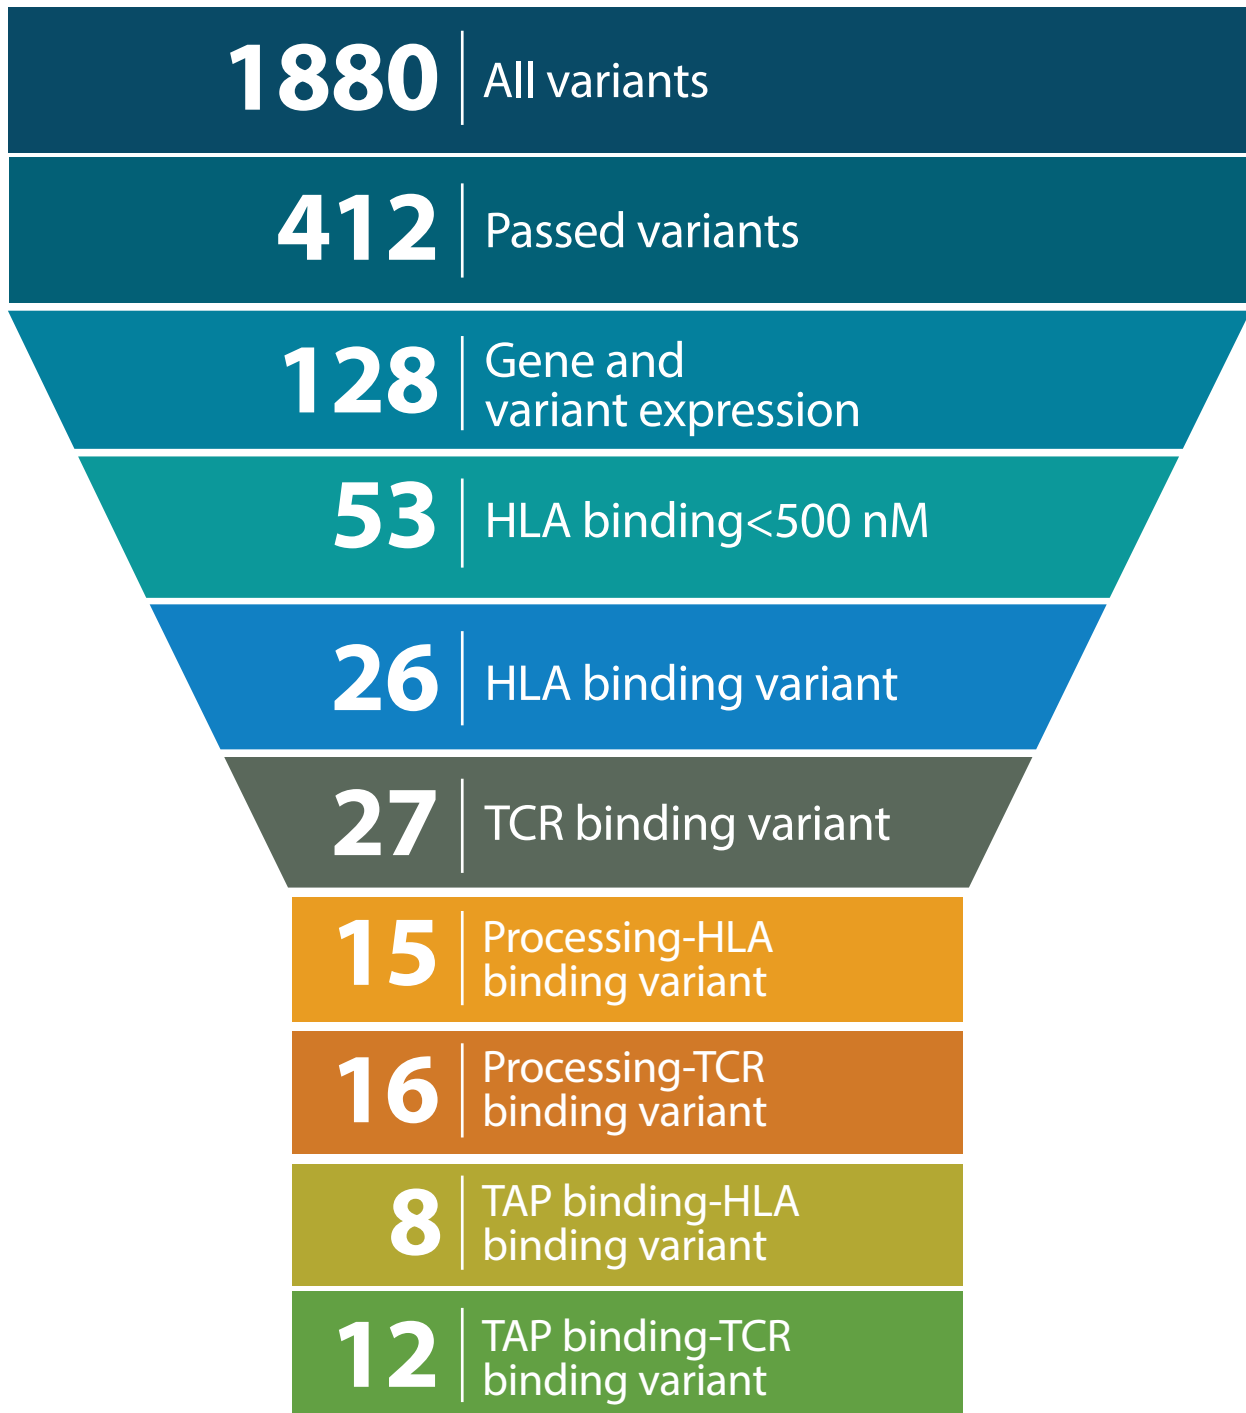 1880 All variants
412 Passed variants
128 Gene and
variant expression
53 HLA binding<500 nM
26 HLA binding variant
27 TCR binding variant
15 Processing-HLA
binding variant
16 Processing-TCR
binding variant
8 TAP binding-HLA
binding variant
12 TAP binding-TCR
binding variant